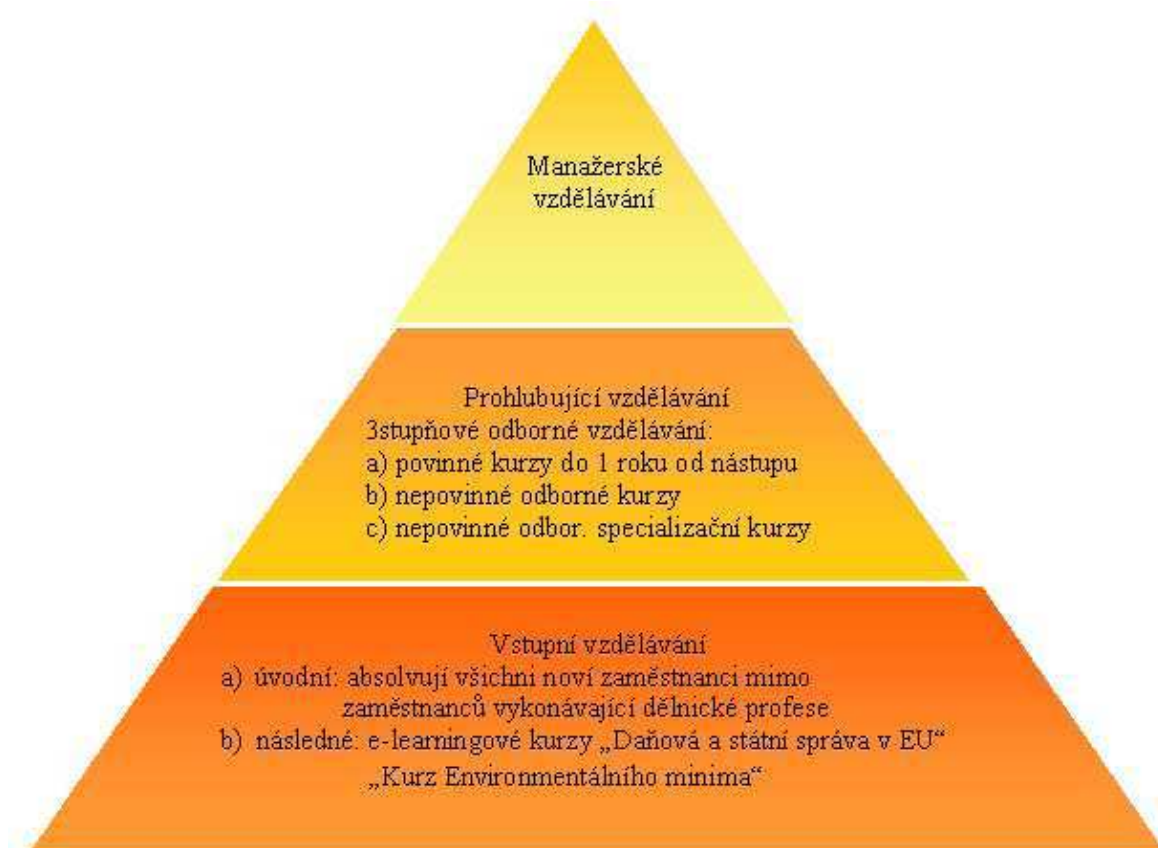 Manažerské
vzdělávání
Prohlubující vzdělávání
3stupňové odborné vzdělávání:
a) povinné kurzy do 1 roku od nástupu
b) nepovinné odborné kurzy
c) nepovinné odbor. specializační kurzy
Vstupní vzdělávání
a) úvodní: absolvují všichni noví zaměstnanci mimo
zaměstnanců vykonávající dělnické profese
b) následné: e-learningové kurzy „Daňová a státní správa v EU“
„Kurz Environmentálního minima“